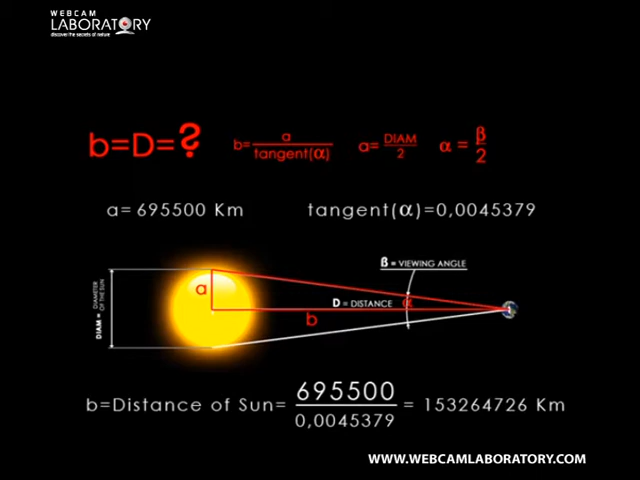 WEBCAM
LABORATORY
discover the secrets of nature
b=D=? b= a / tangent(α) a= DIAM / 2 α = β / 2
a= 695500 Km tangent(α)=0,0045379
ß = VIEWING ANGLE
DIAM = DIAMETER OF THE SUN
a
D = DISTANCE α
b
b=Distance of Sun= 695500 / 0,0045379 = 153264726 Km
WWW.WEBCAMLABORATORY.COM